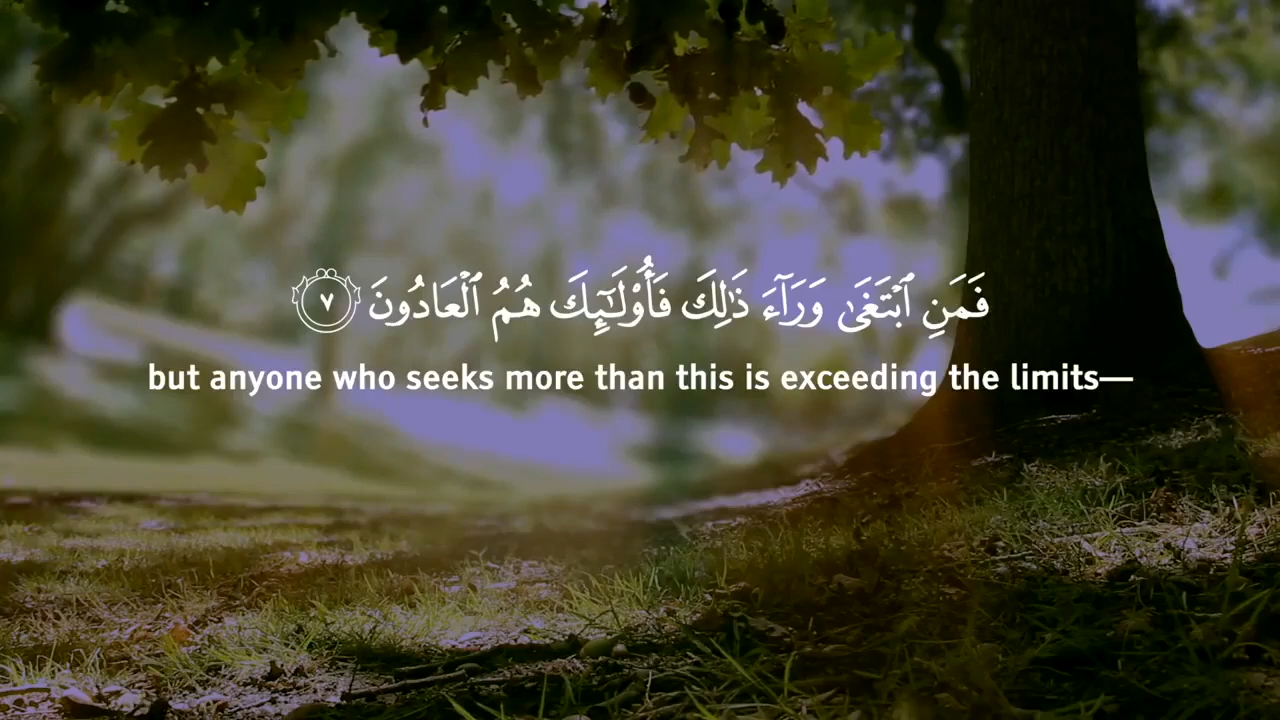 فَمَنِ ٱبْتَغَىٰ وَرَآءَ ذَٰلِكَ فَأُو۟لَـٰٓئِكَ هُمُ ٱلْعَادُونَ ٧
but anyone who seeks more than this is exceeding the limits—